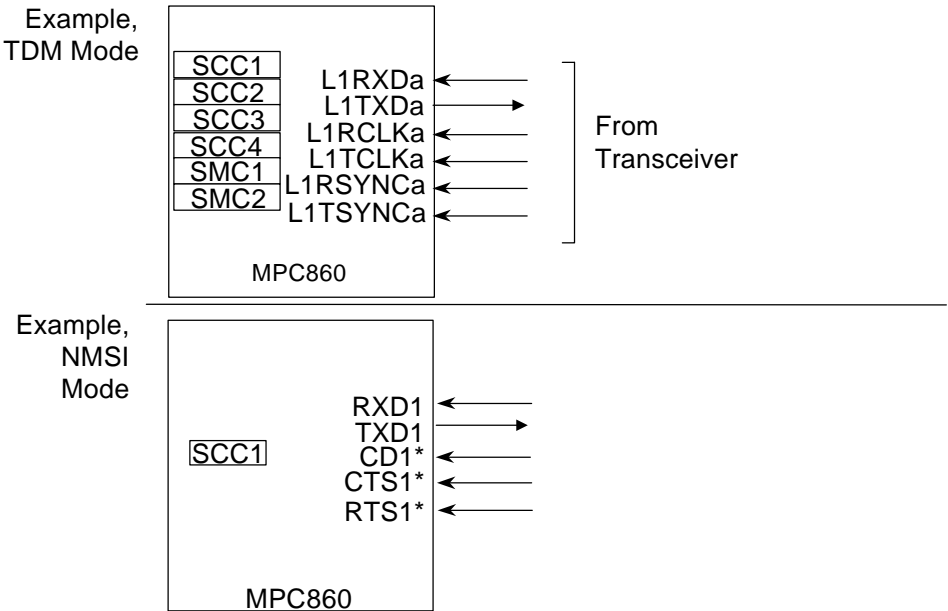 Example,
TDM Mode
SCC1
SCC2
SCC3
SCC4
SMC1
SMC2
L1RXDa
L1TXDa
L1RCLKa
L1TCLKa
L1RSYNCa
L1TSYNCa
From
Transceiver
MPC860
Example,
NMSI
Mode
SCC1
RXD1
TXD1
CD1*
CTS1*
RTS1*
MPC860